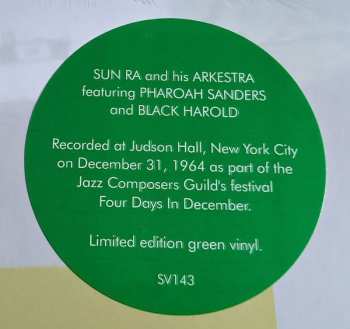 SUN RA and his ARKESTRA
featuring PHAROAH SANDERS
and BLACK HAROLD
Recorded at Judson Hall, New York City
on December 31, 1964 as part of the
Jazz Composers Guild's festival
Four Days In December.
Limited edition green vinyl.
SV143